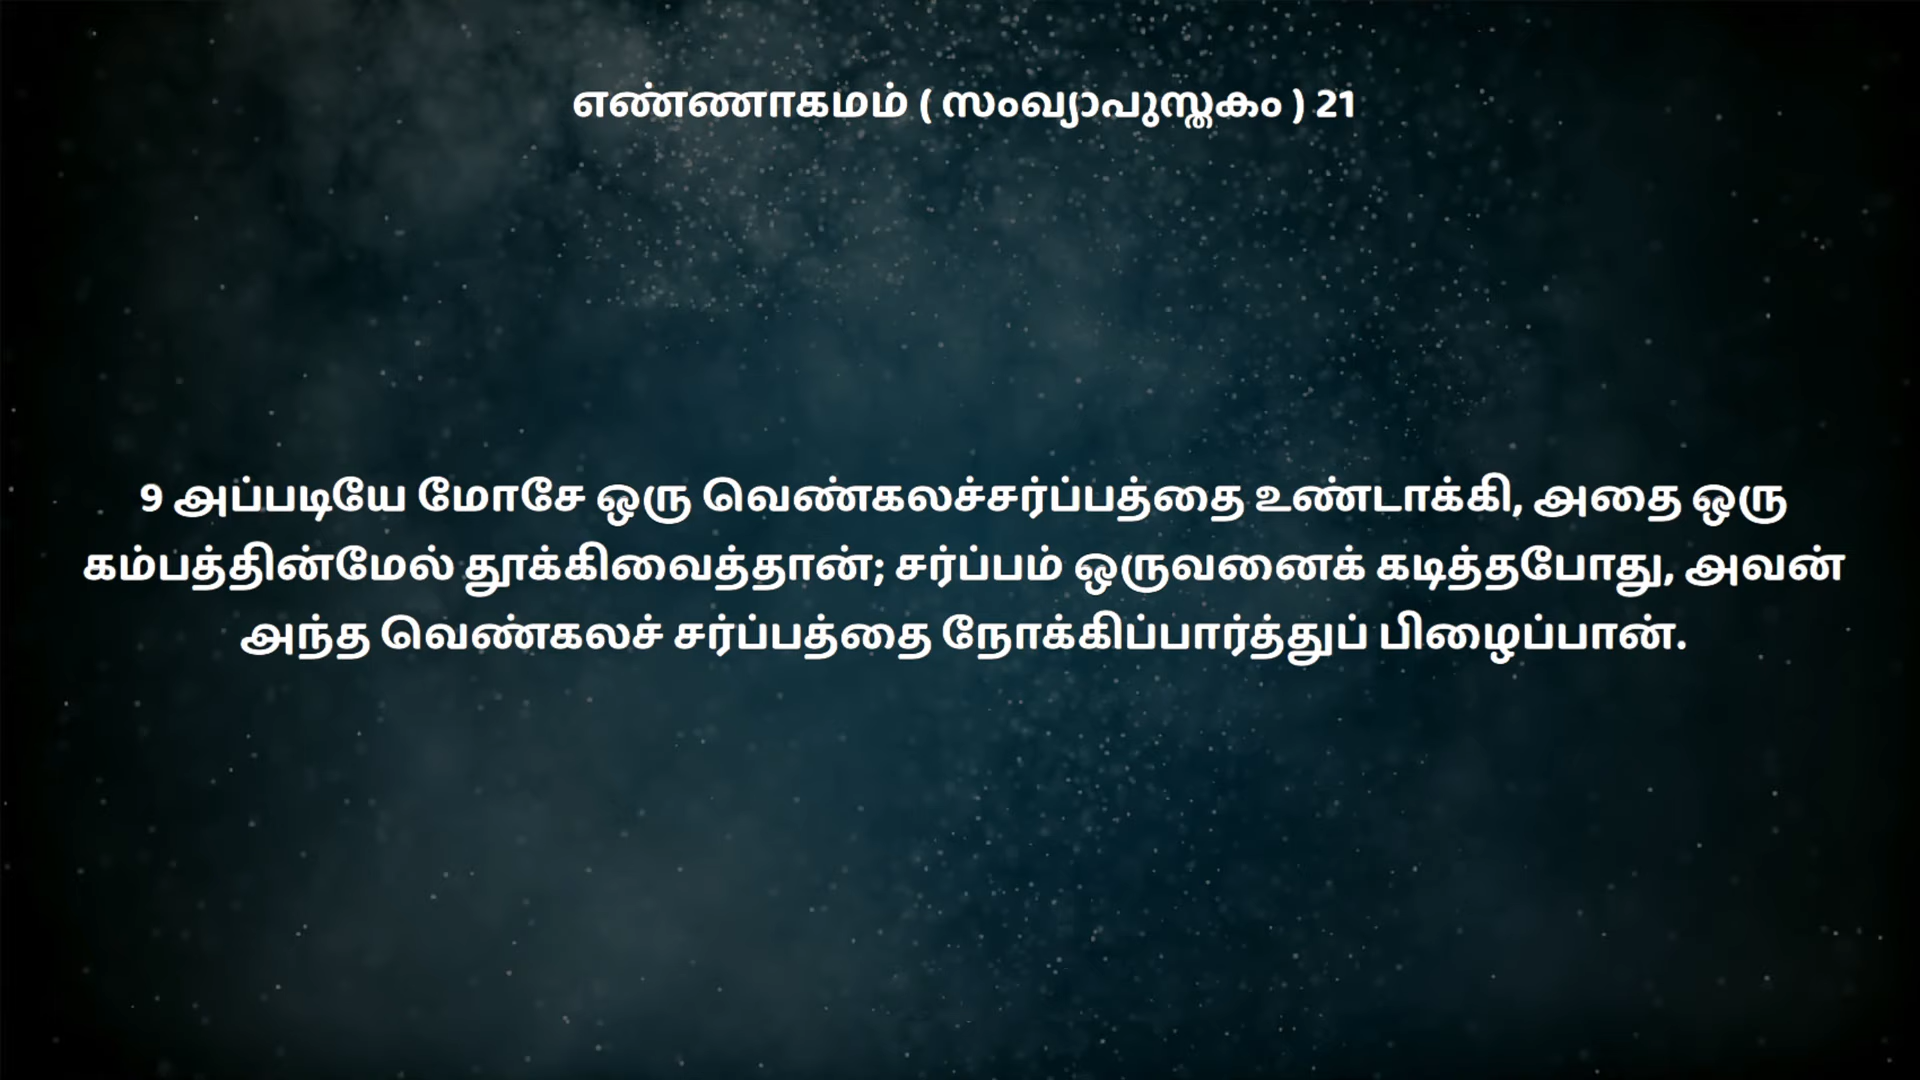 எண்ணாகமம் ( സംഖ്യാപുസ്തകം ) 21
9 அப்படியே மோசே ஒரு வெண்கலச்சர்ப்பத்தை உண்டாக்கி, அதை ஒரு
கம்பத்தின்மேல் தூக்கிவைத்தான்; சர்ப்பம் ஒருவனைக் கடித்தபோது, அவன்
அந்த வெண்கலச் சர்ப்பத்தை நோக்கிப்பார்த்துப் பிழைப்பான்.